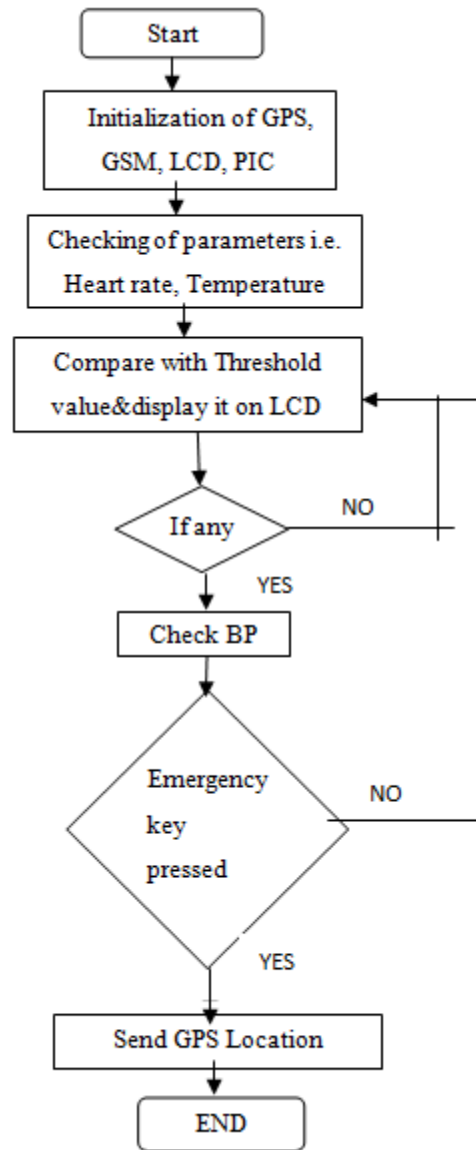 Start
Initialization of GPS,
GSM, LCD, PIC
Checking of parameters i.e.
Heart rate, Temperature
Compare with Threshold
value&display it on LCD
If any
NO
YES
Check BP
Emergency
key
pressed
NO
YES
Send GPS Location
END